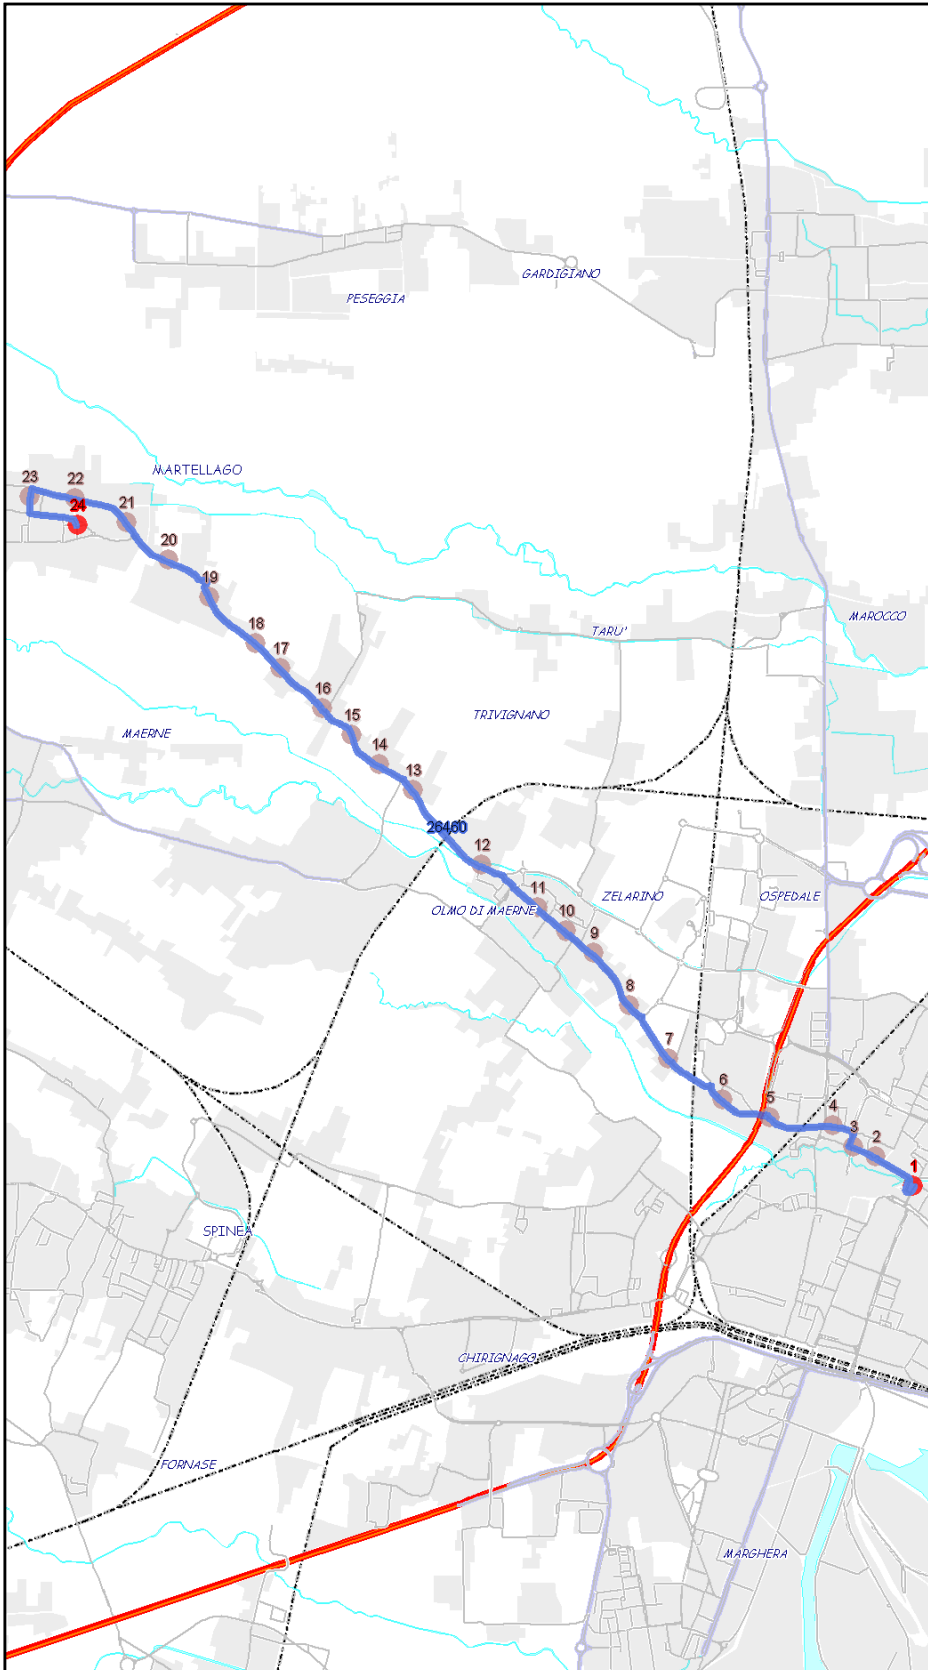 GARDIGIANO
PESEGGIA
MARTELLAGO
23
22
24
21
20
19
MAROCCO
18
TARU'
17
16
TRIVIGNANO
15
MAERNE
14
13
26460
12
11
ZELARINO
OSPEDALE
OLMO DI MAERNE
10
9
8
7
6
5
4
3
2
1
SPINEA
CHIRIGNAGO
FORNASE
MARGHERA